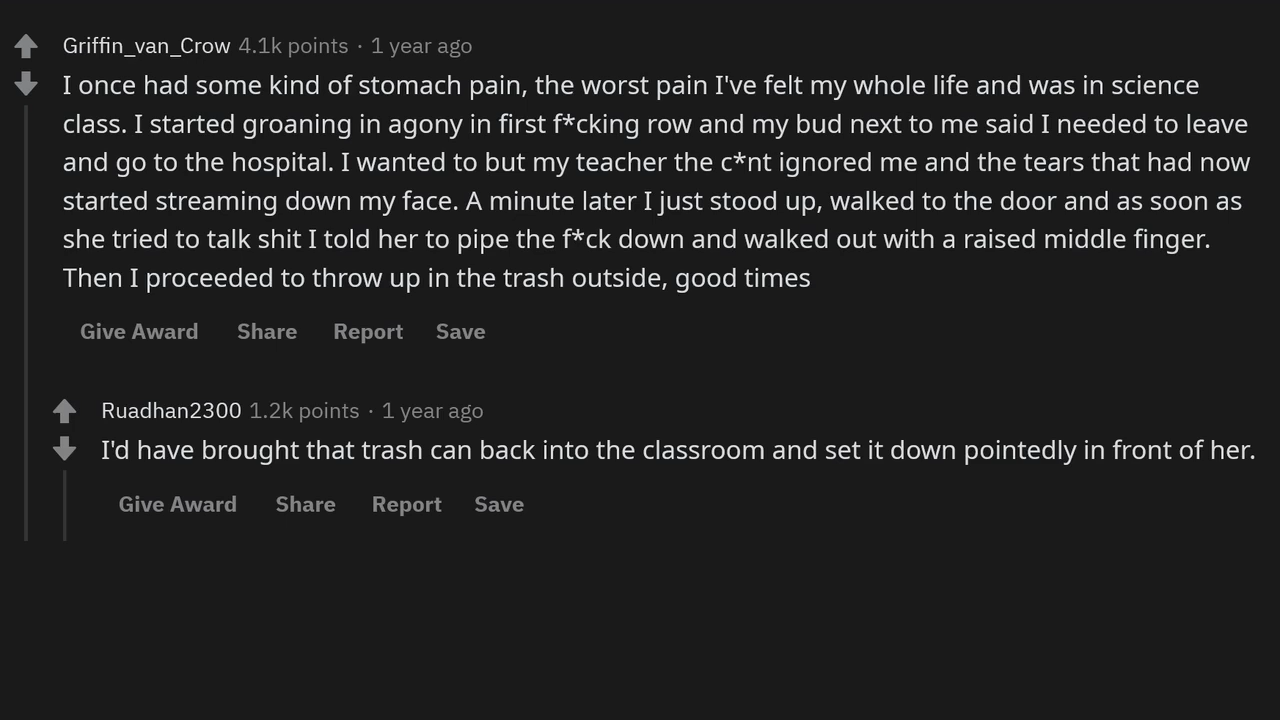 Griffin_van_Crow 4.1k points · 1 year ago
I once had some kind of stomach pain, the worst pain I've felt my whole life and was in science
class. I started groaning in agony in first f*cking row and my bud next to me said I needed to leave
and go to the hospital. I wanted to but my teacher the c*nt ignored me and the tears that had now
started streaming down my face. A minute later I just stood up, walked to the door and as soon as
she tried to talk shit I told her to pipe the f*ck down and walked out with a raised middle finger.
Then I proceeded to throw up in the trash outside, good times
Give Award Share Report Save
Ruadhan2300 1.2k points · 1 year ago
I'd have brought that trash can back into the classroom and set it down pointedly in front of her.
Give Award Share Report Save